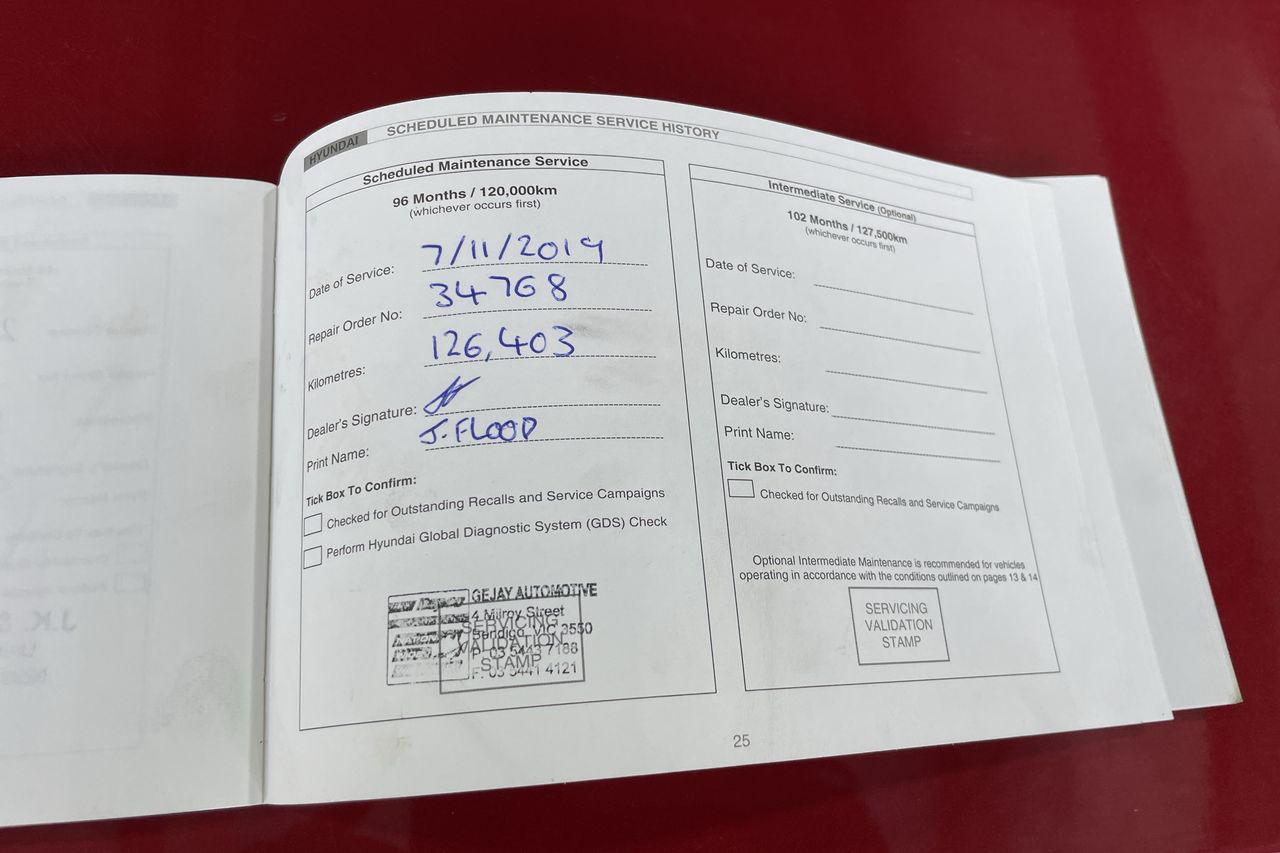 HYUNDAI
SCHEDULED MAINTENANCE SERVICE HISTORY
Scheduled Maintenance Service
96 Months / 120,000km
(whichever occurs first)
Date of Service: 7/11/2019
Repair Order No: 34768
Kilometres: 126,403
Dealer's Signature:
Print Name: J. FLOOD
Tick Box To Confirm:
Checked for Outstanding Recalls and Service Campaigns
Perform Hyundai Global Diagnostic System (GDS) Check
GEJAY AUTOMOTIVE
4 Milroy Street
Bendigo VIC 3550
P: 03 5443 7188
F: 03 5441 4121
SERVICING
VALIDATION
STAMP
Intermediate Service (Optional)
102 Months / 127,500km
(whichever occurs first)
Date of Service:
Repair Order No:
Kilometres:
Dealer's Signature:
Print Name:
Tick Box To Confirm:
Checked for Outstanding Recalls and Service Campaigns
Optional Intermediate Maintenance is recommended for vehicles
operating in accordance with the conditions outlined on pages 13 & 14
SERVICING
VALIDATION
STAMP
25